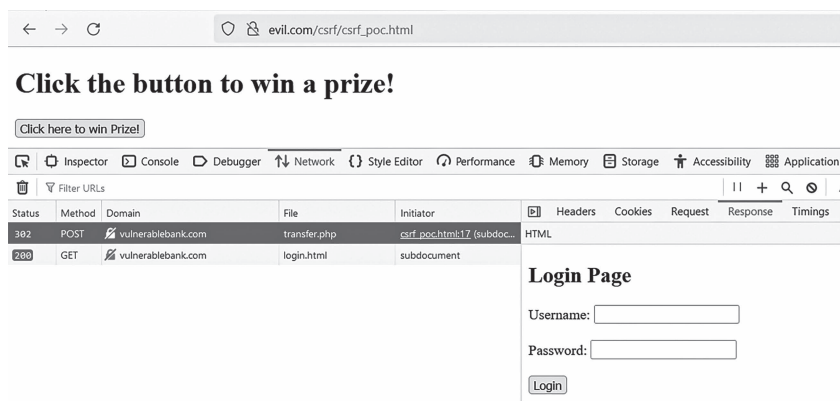 evil.com/csrf/csrf_poc.html
Click the button to win a prize!
Click here to win Prize!
Inspector Console Debugger Network Style Editor Performance Memory Storage Accessibility Application
Filter URLs
Status Method Domain File Initiator Headers Cookies Request Response Timings
302 POST vulnerablebank.com transfer.php csrf_poc.html:17 (subdoc... HTML
200 GET vulnerablebank.com login.html subdocument
Login Page
Username:
Password:
Login